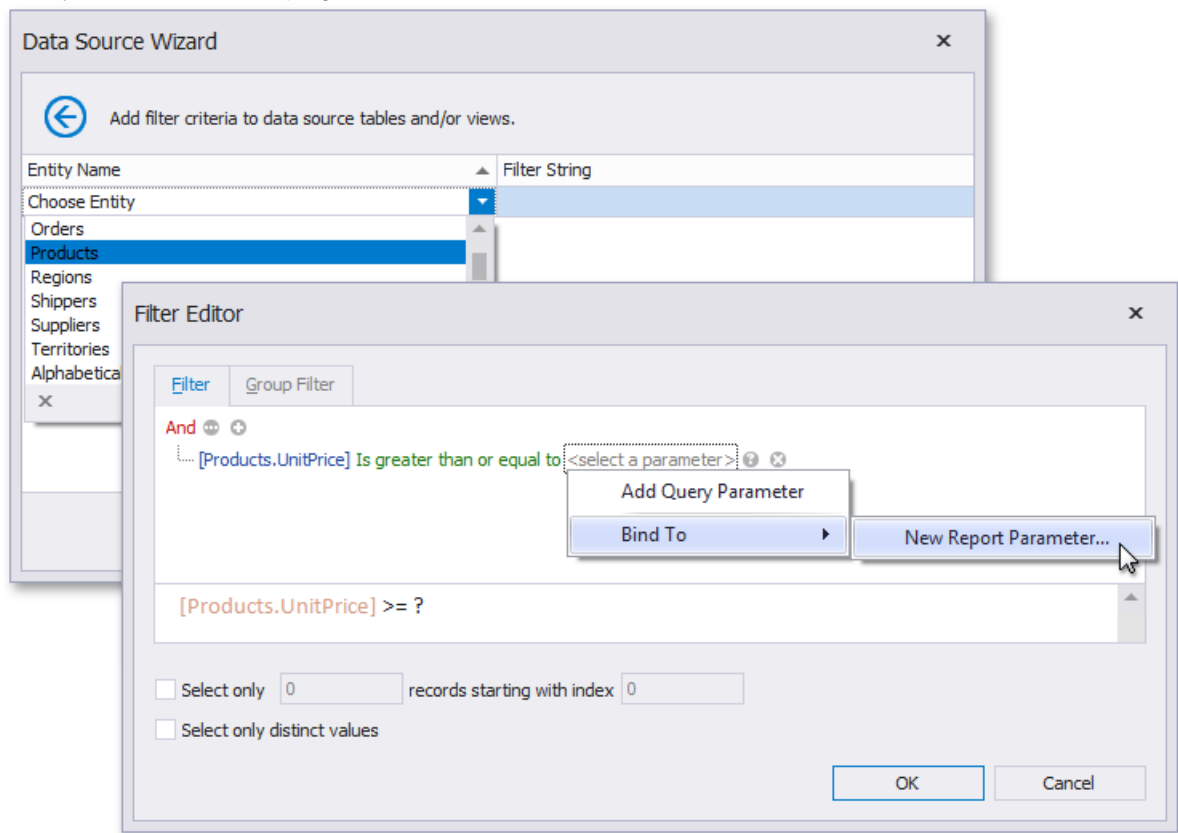 Data Source Wizard
Add filter criteria to data source tables and/or views.
Entity Name Filter String
Choose Entity
Orders
Products
Regions
Shippers
Suppliers
Territories
Alphabetica
Filter Editor
Filter Group Filter
And
[Products.UnitPrice] Is greater than or equal to <select a parameter>
Add Query Parameter
Bind To New Report Parameter...
[Products.UnitPrice] >= ?
Select only 0 records starting with index 0
Select only distinct values
OK Cancel